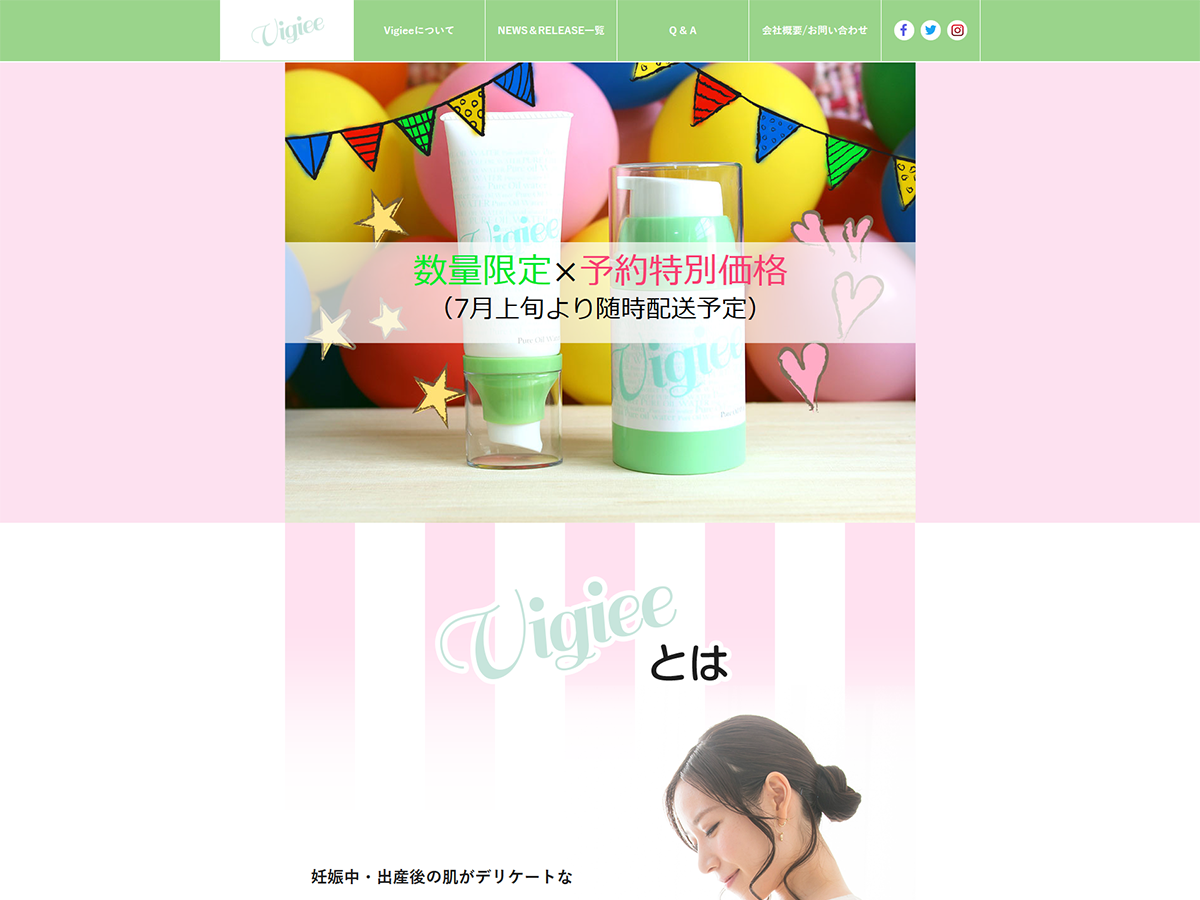 Vigiee
Vigieeについて
NEWS＆RELEASE一覧
Q & A
会社概要/お問い合わせ
Vigiee
数量限定×予約特別価格
（7月上旬より随時配送予定）
Vigiee
Vigiee
とは
妊娠中・出産後の肌がデリケートな